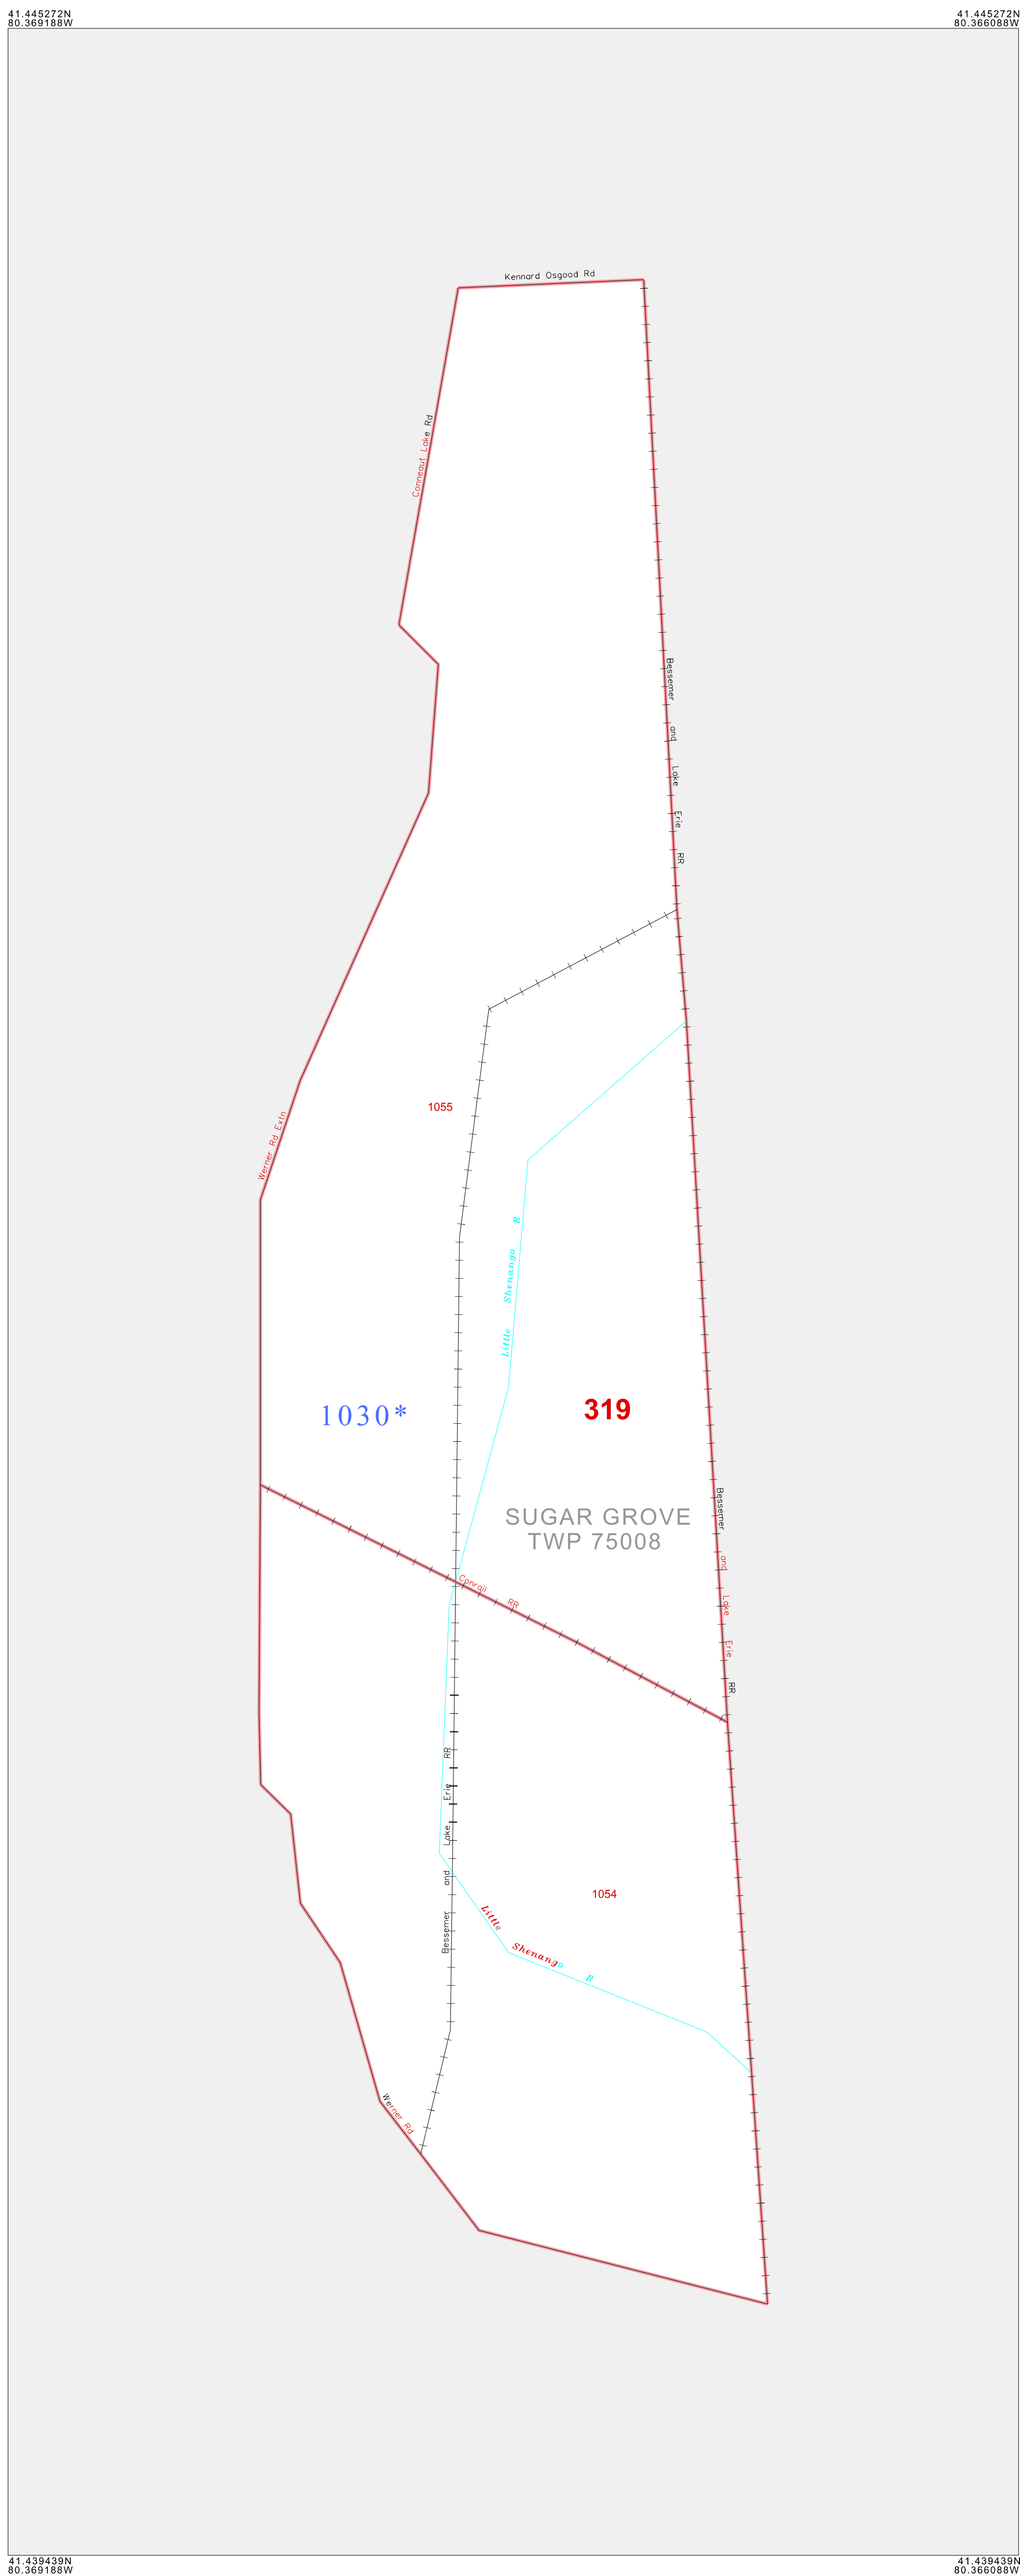 41.445272N
80.369188W
41.445272N
80.366088W
Kennard Osgood Rd
Conneaut Lake Rd
Bessemer and Lake Erie RR
1055
Werner Rd Extn
Little Shenango R
1030*
319
SUGAR GROVE
TWP 75008
Bessemer and Lake Erie RR
Conrail RR
Bessemer and Lake Erie RR
1054
Little Shenango R
Werner Rd
41.439439N
80.369188W
41.439439N
80.366088W